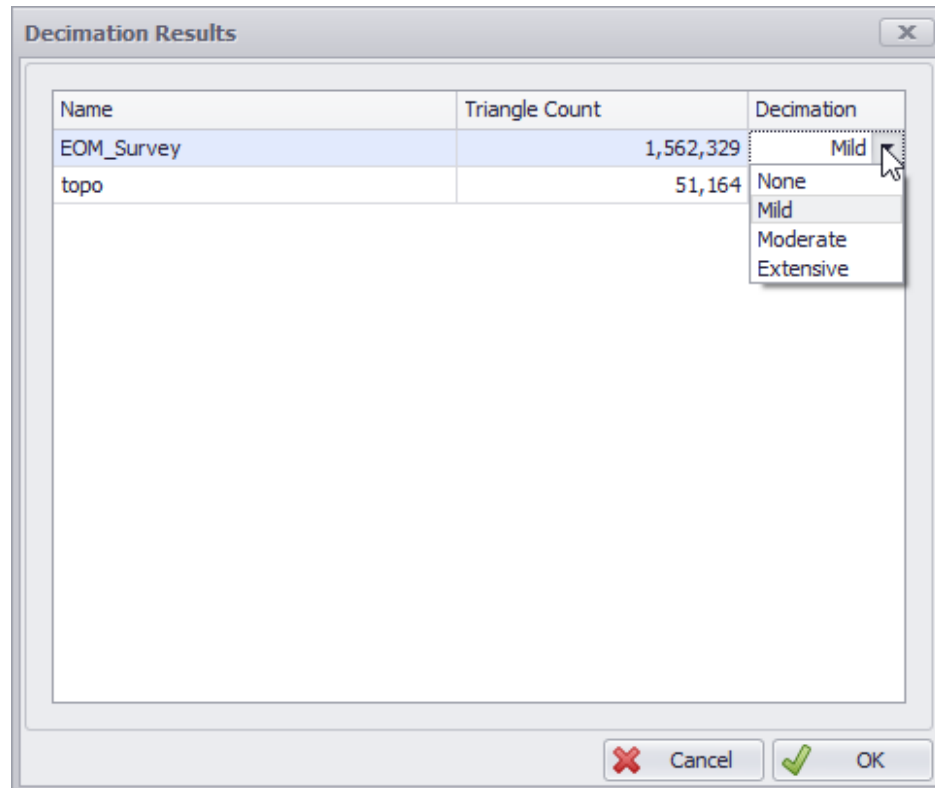 Decimation Results
Name Triangle Count Decimation
EOM_Survey 1,562,329 Mild
topo 51,164
None
Mild
Moderate
Extensive
Cancel OK